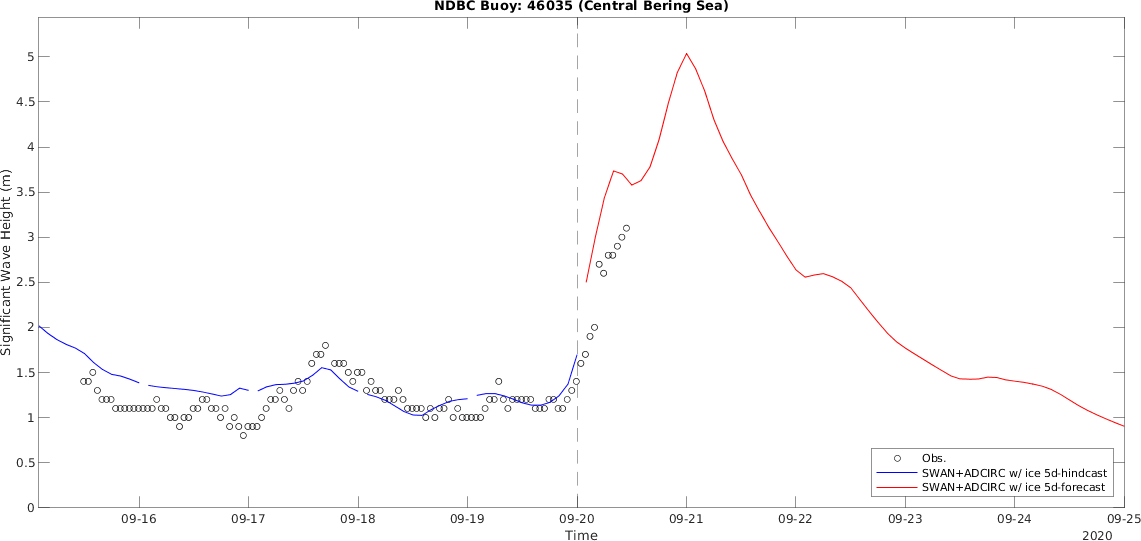 NDBC Buoy: 46035 (Central Bering Sea)
5
4.5
4
3.5
3
2.5
2
1.5
1
0.5
0
Significant Wave Height (m)
Obs.
SWAN+ADCIRC w/ ice 5d-hindcast
SWAN+ADCIRC w/ ice 5d-forecast
09-16 09-17 09-18 09-19 09-20 09-21 09-22 09-23 09-24 09-25
Time
2020